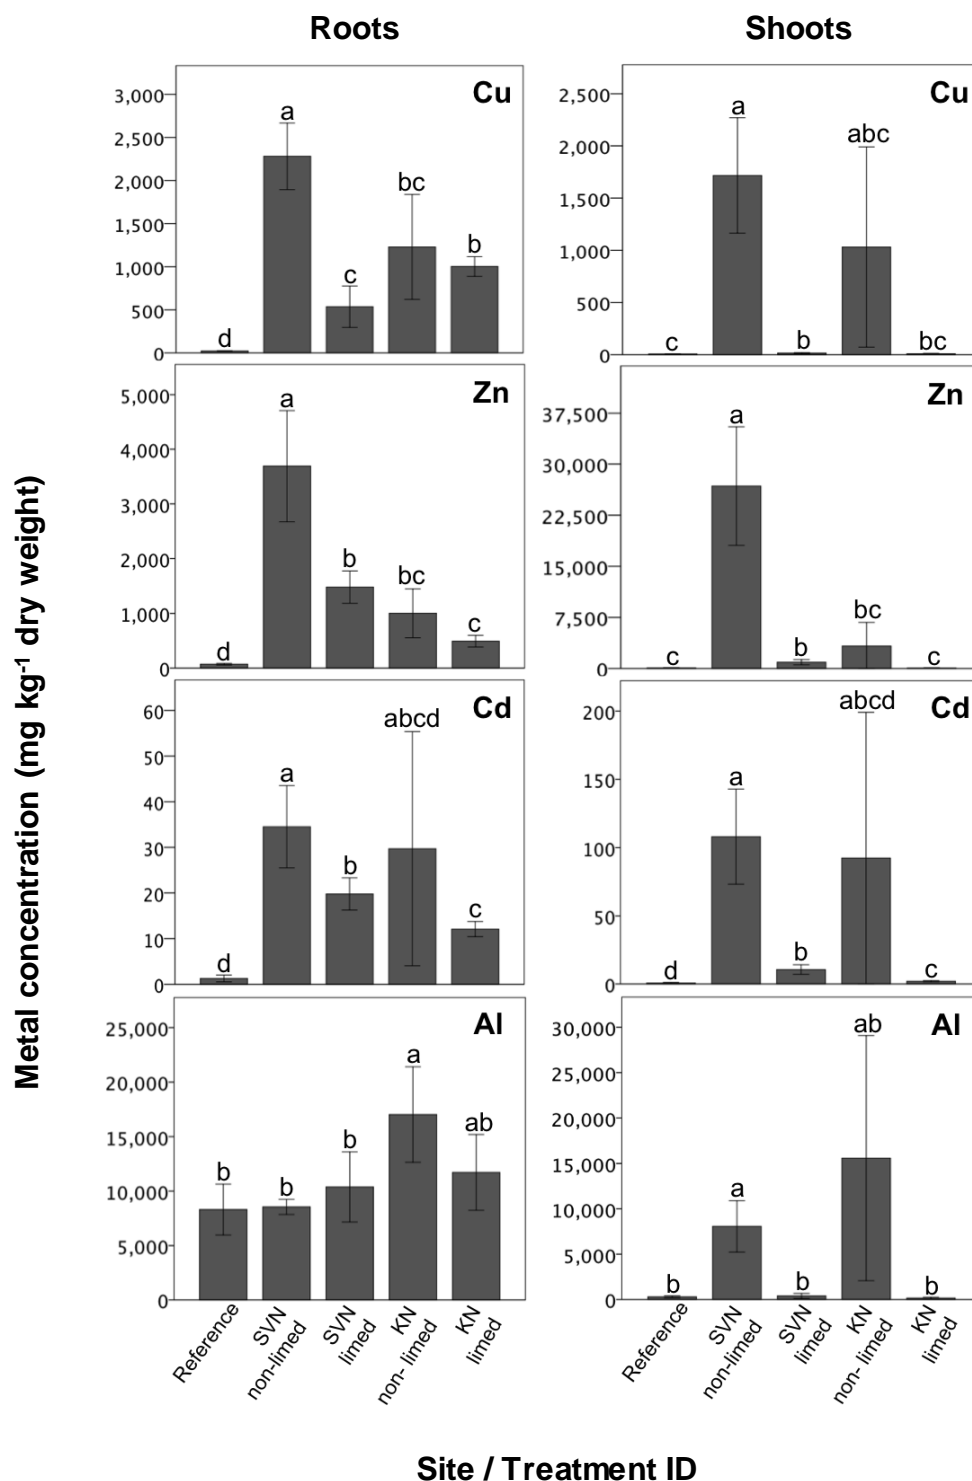 Roots
Shoots
Metal concentration (mg kg-1 dry weight)
Cu
3,000
2,500
2,000
1,500
1,000
500
0
d
a
c
bc
b
Cu
2,500
2,000
1,500
1,000
500
0
c
a
b
abc
bc
Zn
5,000
4,000
3,000
2,000
1,000
0
d
a
b
bc
c
Zn
37,500
30,000
22,500
15,000
7,500
0
c
a
b
bc
c
Cd
60
50
40
30
20
10
0
d
a
b
abcd
c
Cd
200
150
100
50
0
d
a
b
abcd
c
Al
25,000
20,000
15,000
10,000
5,000
0
b
b
b
a
ab
Al
30,000
25,000
20,000
15,000
10,000
5,000
0
b
a
b
ab
b
Reference
SVN
non-limed
SVN
limed
KN
non- limed
KN
limed
Reference
SVN
non-limed
SVN
limed
KN
non- limed
KN
limed
Site / Treatment ID